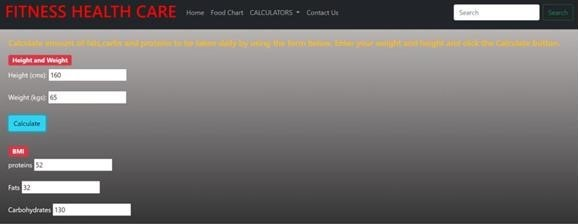 FITNESS HEALTH CARE Home Food Chart CALCULATORS Contact Us Search Search
Calculate amount of fats,carbs and proteins to be taken daily by using the form below. Enter your weight and height and click the Calculate button.
Height and Weight
Height (cms): 160
Weight (kgs): 65
Calculate
BMI
proteins 52
Fats 32
Carbohydrates 130